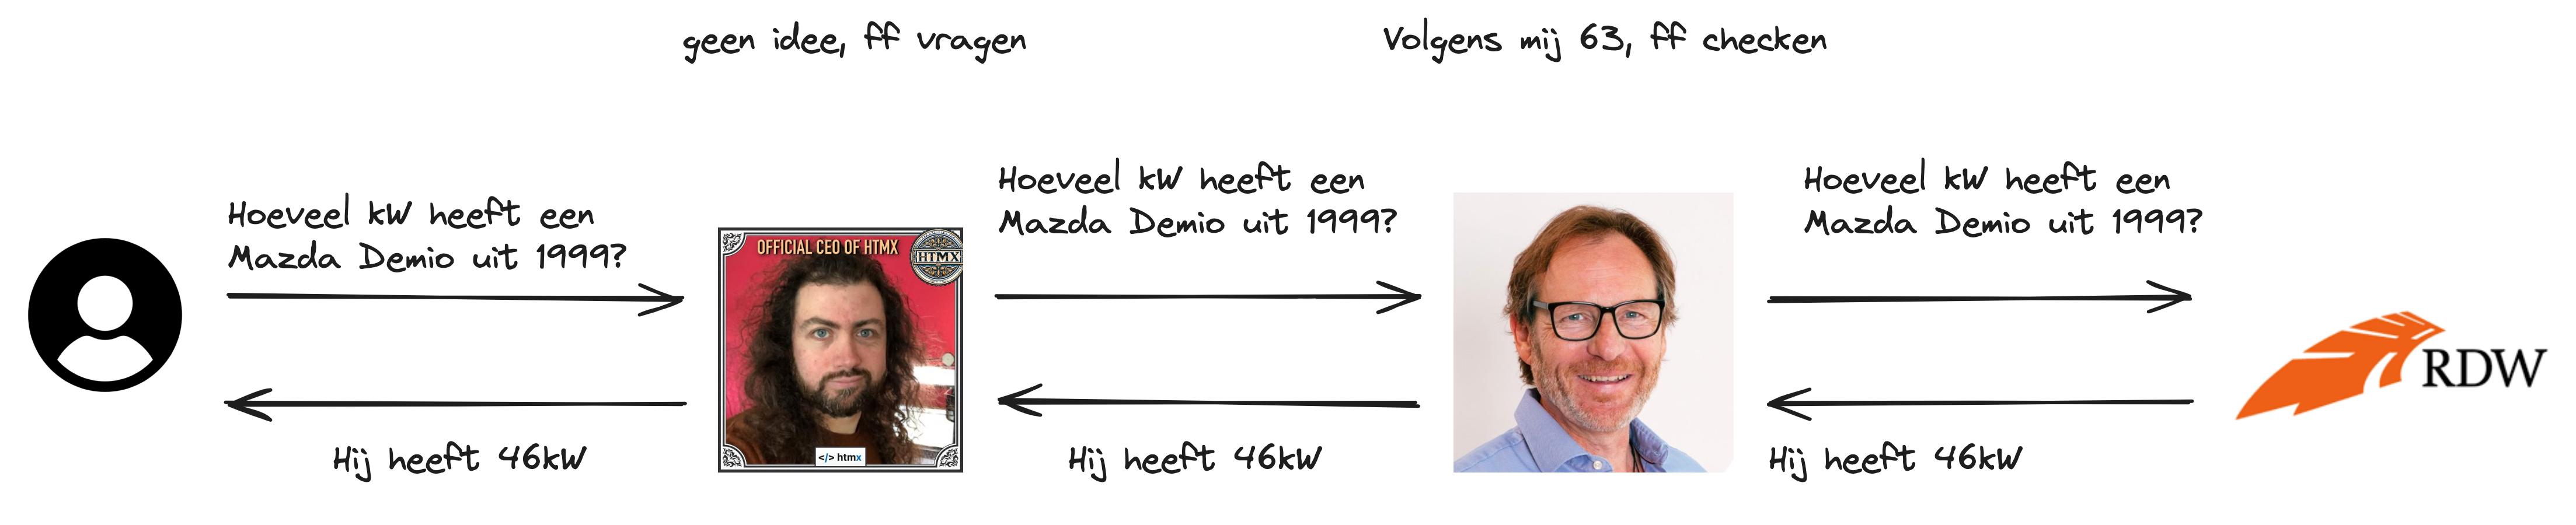 geen idee, ff vragen
Volgens mij 63, ff checken
Hoeveel kW heeft een
Mazda Demio uit 1999?
Hoeveel kW heeft een
Mazda Demio uit 1999?
Hoeveel kW heeft een
Mazda Demio uit 1999?
OFFICIAL CEO OF HTMX
HTMX
</> htmx
RDW
Hij heeft 46kW
Hij heeft 46kW
Hij heeft 46kW